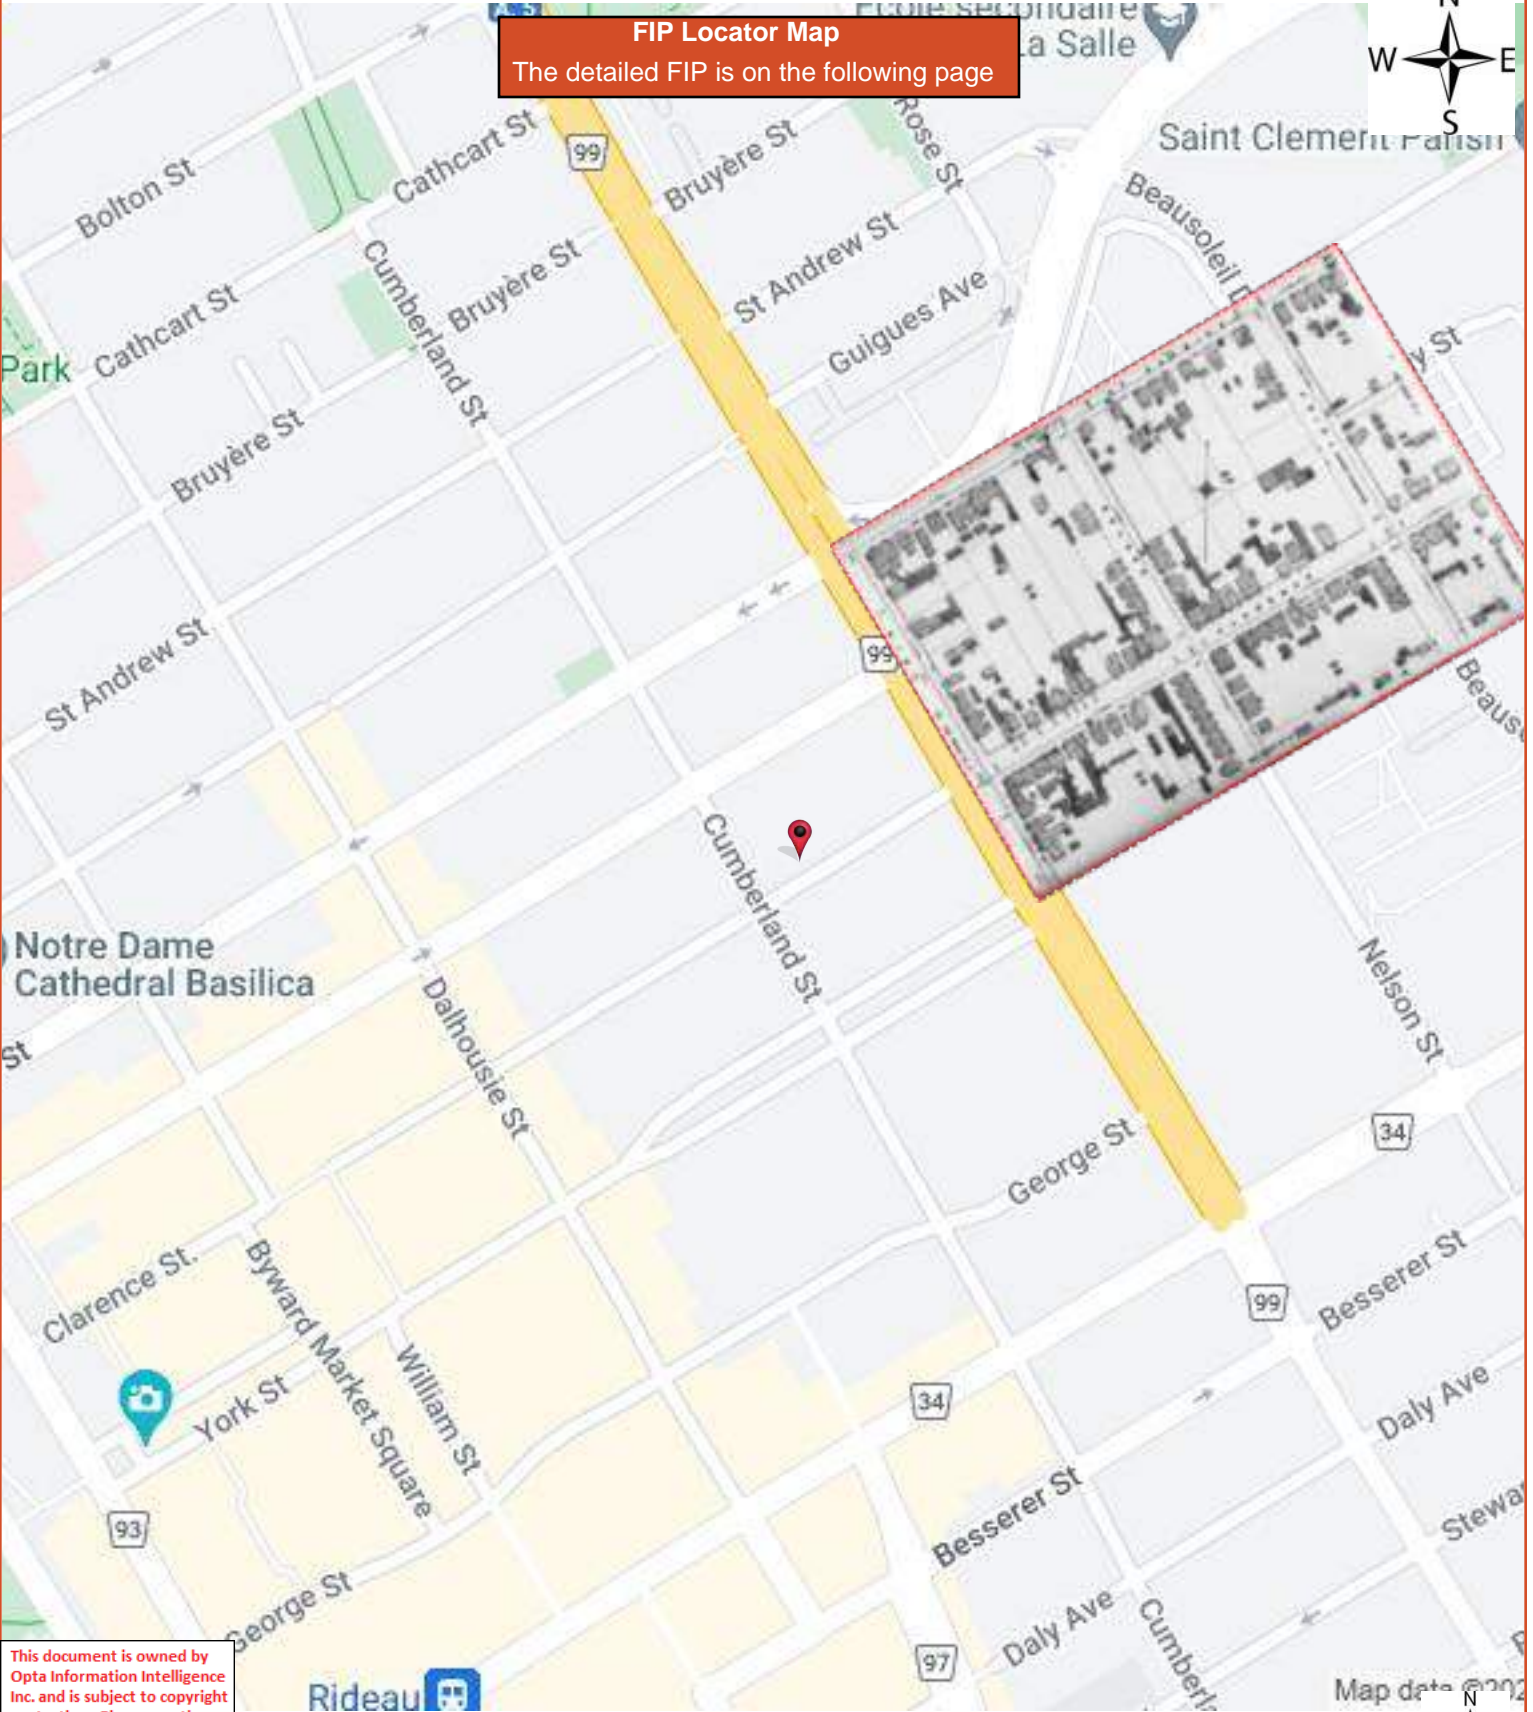 N
FIP Locator Map
The detailed FIP is on the following page
École secondaire
La Salle
W
E
S
Saint Clement Parish
99
Cathcart St
Bruyère St
Rose St
Bolton St
Beausoleil D
Cumberland St
Bruyère St
St Andrew St
Guigues Ave
Cathcart St
Park
y St
Bruyère St
St Andrew St
99
Beauso
Cumberland St
Notre Dame
Cathedral Basilica
Dalhousie St
Nelson St
St
34
George St
Clarence St.
Byward Market Square
99
Besserer St
William St
York St
34
Daly Ave
Besserer St
93
Stewa
George St
Daly Ave
Cumberla
97
This document is owned by
Opta Information Intelligence
Inc. and is subject to copyright
Rideau
Map data ©202
N